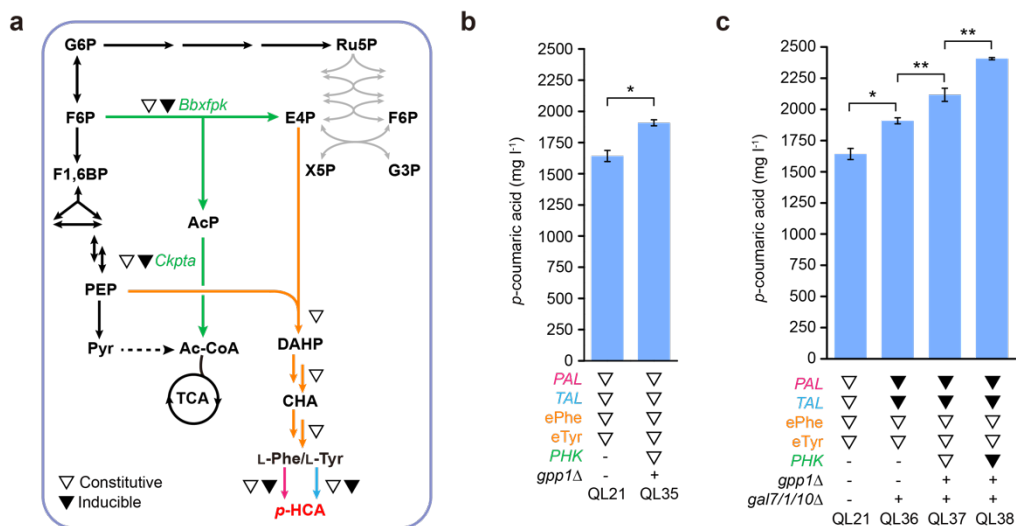 a
G6P
Ru5P
F6P
Bbxfpk
E4P
F6P
F1,6BP
X5P
G3P
AcP
Ckpta
PEP
DAHP
Pyr
Ac-CoA
CHA
TCA
L-Phe/L-Tyr
▽ Constitutive
▼ Inducible
p-HCA
b
p-coumaric acid (mg l⁻¹)
2500
2250
2000
1750
1500
1250
1000
750
500
250
0
*
PAL ▽ ▽
TAL ▽ ▽
ePhe ▽ ▽
eTyr ▽ ▽
PHK - ▽
gpp1Δ - +
QL21 QL35
c
p-coumaric acid (mg l⁻¹)
2500
2250
2000
1750
1500
1250
1000
750
500
250
0
* ** **
PAL ▽ ▼ ▼ ▼
TAL ▽ ▼ ▼ ▼
ePhe ▽ ▽ ▽ ▽
eTyr ▽ ▽ ▽ ▽
PHK - - ▽ ▼
gpp1Δ - - + +
gal7/1/10Δ - + + +
QL21 QL36 QL37 QL38